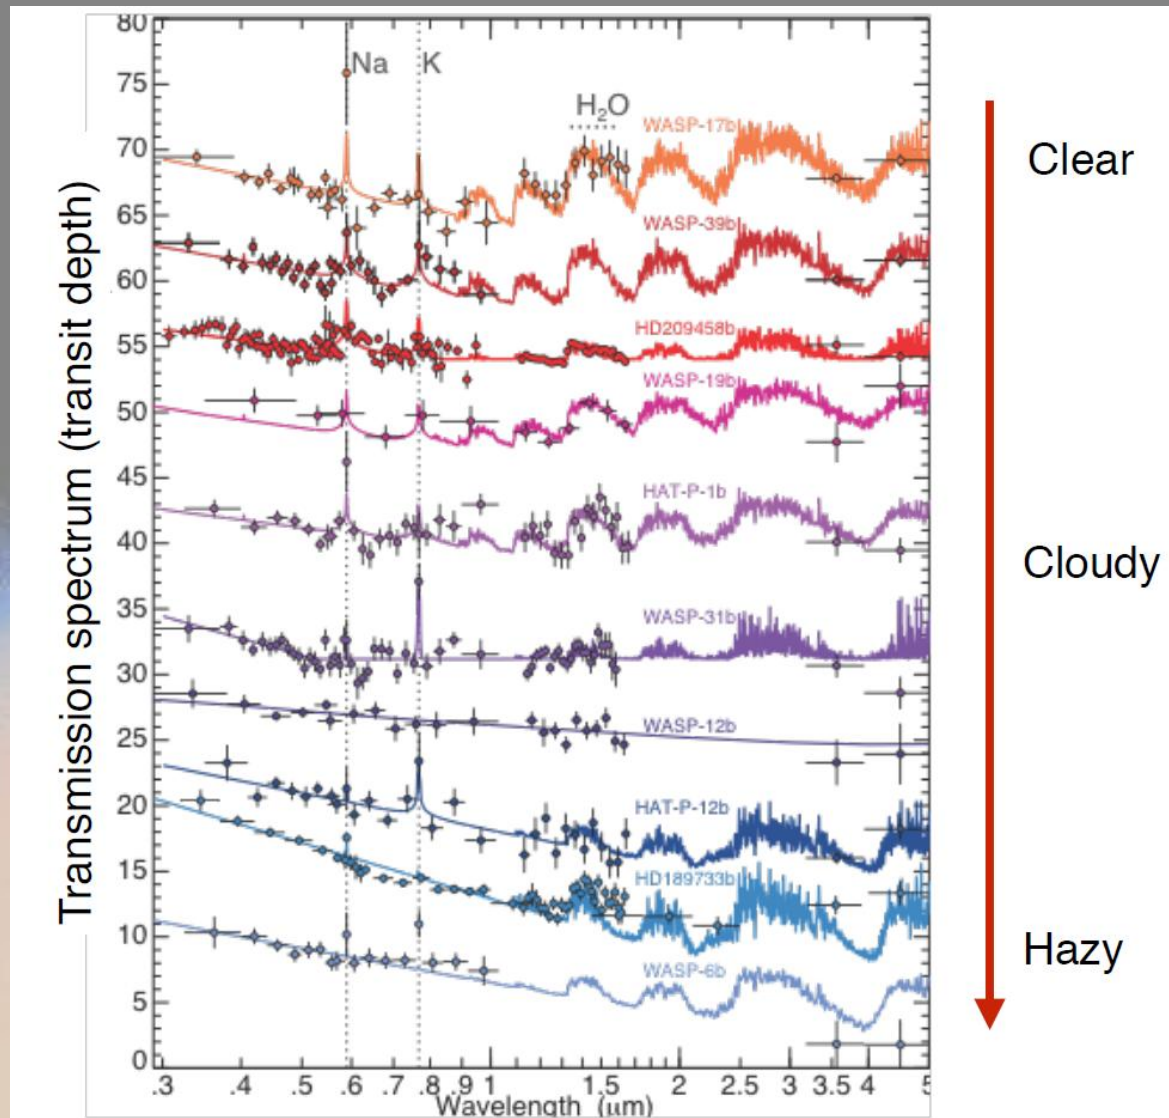 80
75
70
65
60
55
50
45
40
35
30
25
20
15
10
5
0
Transmission spectrum (transit depth)
Na
K
H₂O
WASP-17b
WASP-39b
HD209458b
WASP-19b
HAT-P-1b
WASP-31b
WASP-12b
HAT-P-12b
HD189733b
WASP-6b
.3 .4 .5 .6 .7 .8 .9 1 1.5 2 2.5 3 3.5 4 5
Wavelength (μm)
Clear
Cloudy
Hazy